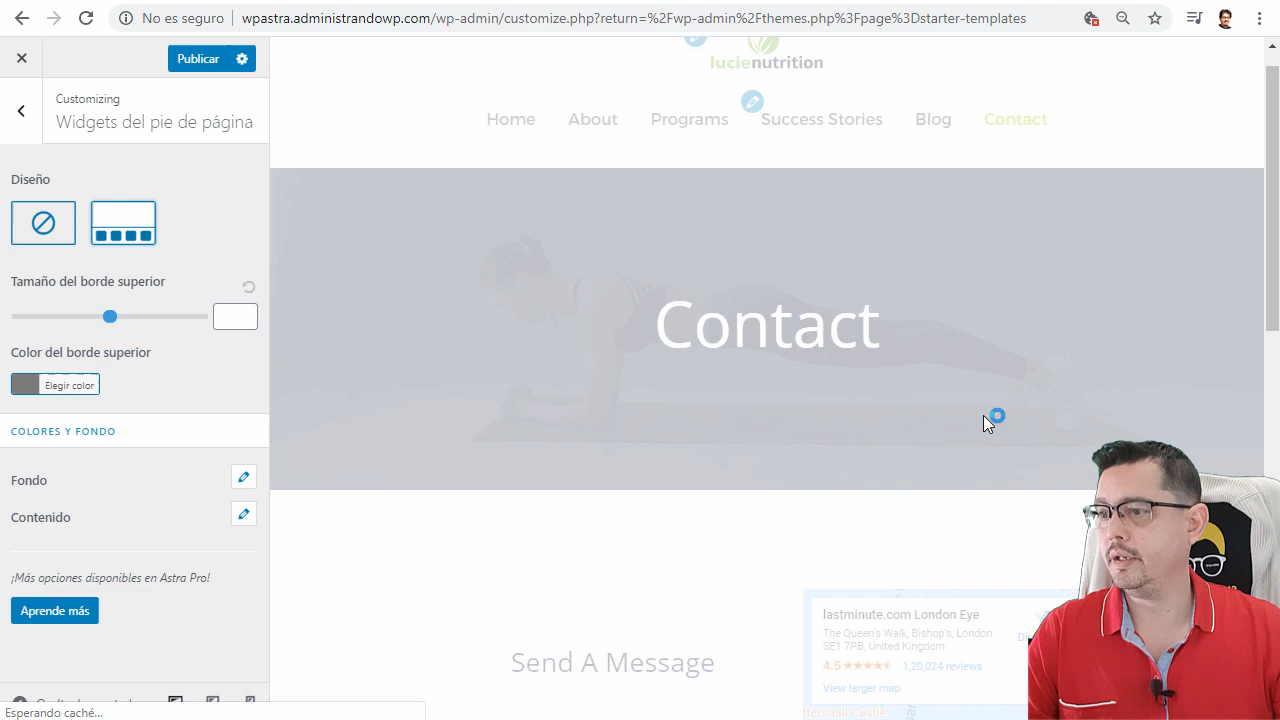 No es seguro
wpastra.administrandowp.com/wp-admin/customize.php?return=%2Fwp-admin%2Fthemes.php%3Fpage%3Dstarter-templates
Publicar
Customizing
Widgets del pie de página
Diseño
Tamaño del borde superior
Color del borde superior
Elegir color
COLORES Y FONDO
Fondo
Contenido
¡Más opciones disponibles en Astra Pro!
Aprende más
Esperando caché...
lucienutrition
Home
About
Programs
Success Stories
Blog
Contact
Contact
Send A Message
lastminute.com London Eye
The Queen's Walk, Bishop's, London
SE1 7PB, United Kingdom
4.5
1,20,024 reviews
View larger map
ttershall Castle